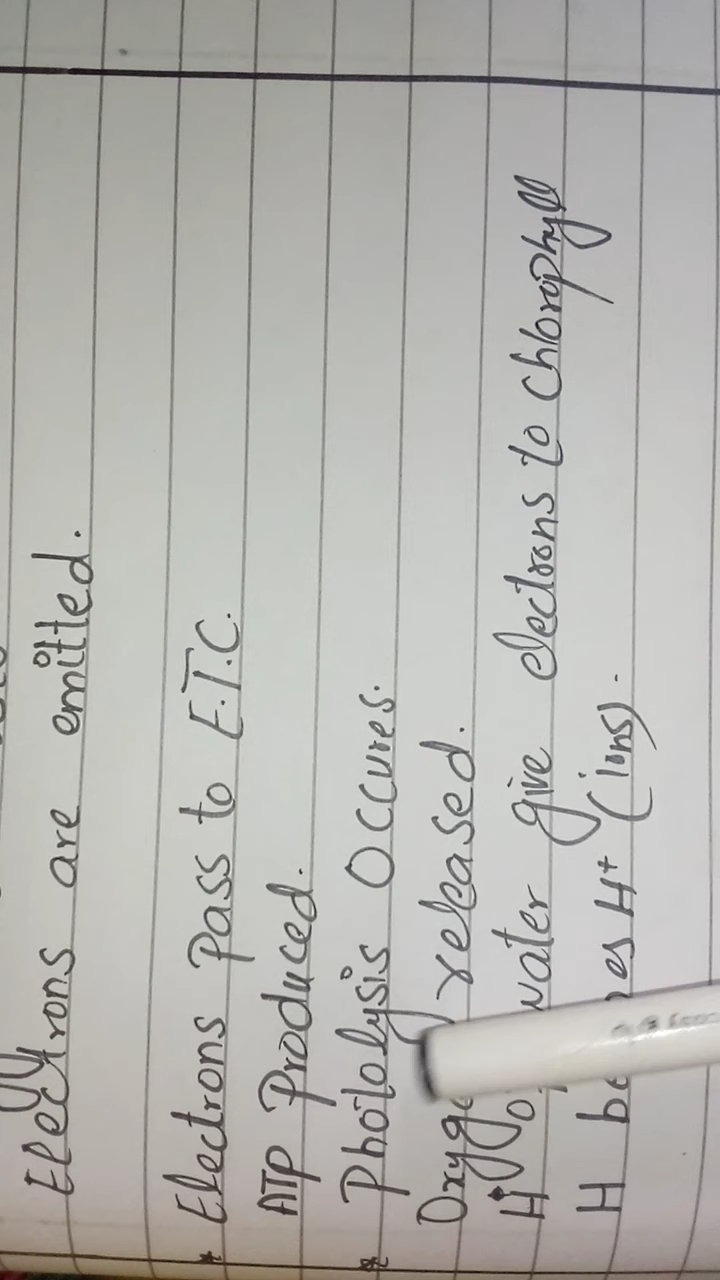 Electrons are emitted.
* Electrons Pass to E.T.C.
ATP Produced.
* Photolysis Occures.
released.
H water give electrons to Chlorophyll
H H+ (ions).